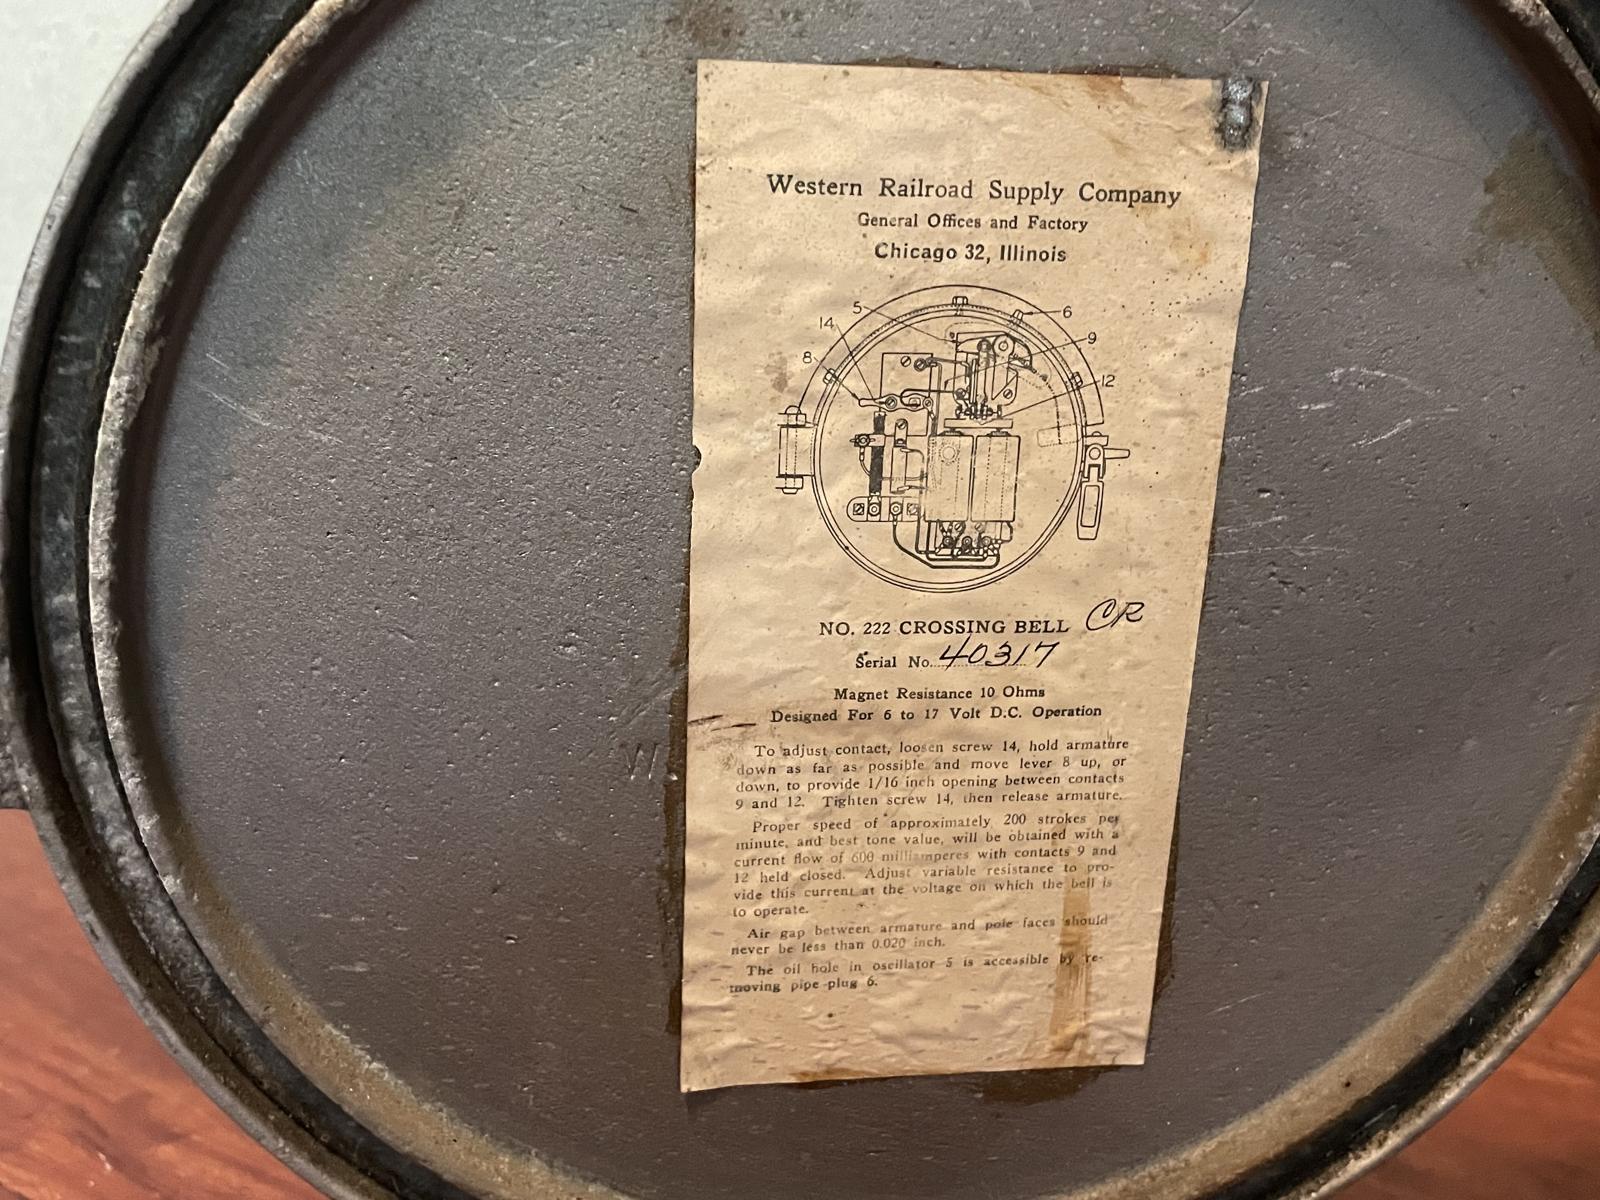 Western Railroad Supply Company
General Offices and Factory
Chicago 32, Illinois
5
6
14
9
8
12
NO. 222 CROSSING BELL CR
Serial No. 40317
Magnet Resistance 10 Ohms
Designed For 6 to 17 Volt D.C. Operation
To adjust contact, loosen screw 14, hold armature
down as far as possible and move lever 8 up, or
down, to provide 1/16 inch opening between contacts
9 and 12. Tighten screw 14, then release armature.
Proper speed of approximately 200 strokes per
minute, and best tone value, will be obtained with a
current flow of 600 milliamperes with contacts 9 and
12 held closed. Adjust variable resistance to pro-
vide this current at the voltage on which the bell is
to operate.
Air gap between armature and pole faces should
never be less than 0.020 inch.
The oil hole in oscillator 5 is accessible by re-
moving pipe plug 6.
W